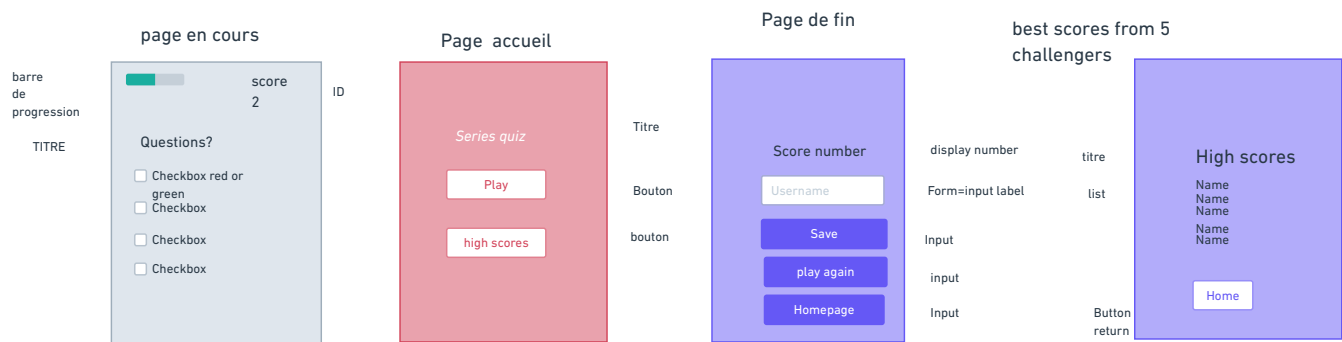 page en cours
barre
de
progression
TITRE
score
2
ID
Questions?
Checkbox red or
green
Checkbox
Checkbox
Checkbox
Page accueil
Series quiz
Play
high scores
Titre
Bouton
bouton
Page de fin
Score number
Username
Save
play again
Homepage
display number
Form=input label
Input
input
Input
best scores from 5
challengers
titre
list
High scores
Name
Name
Name
Name
Name
Home
Button
return